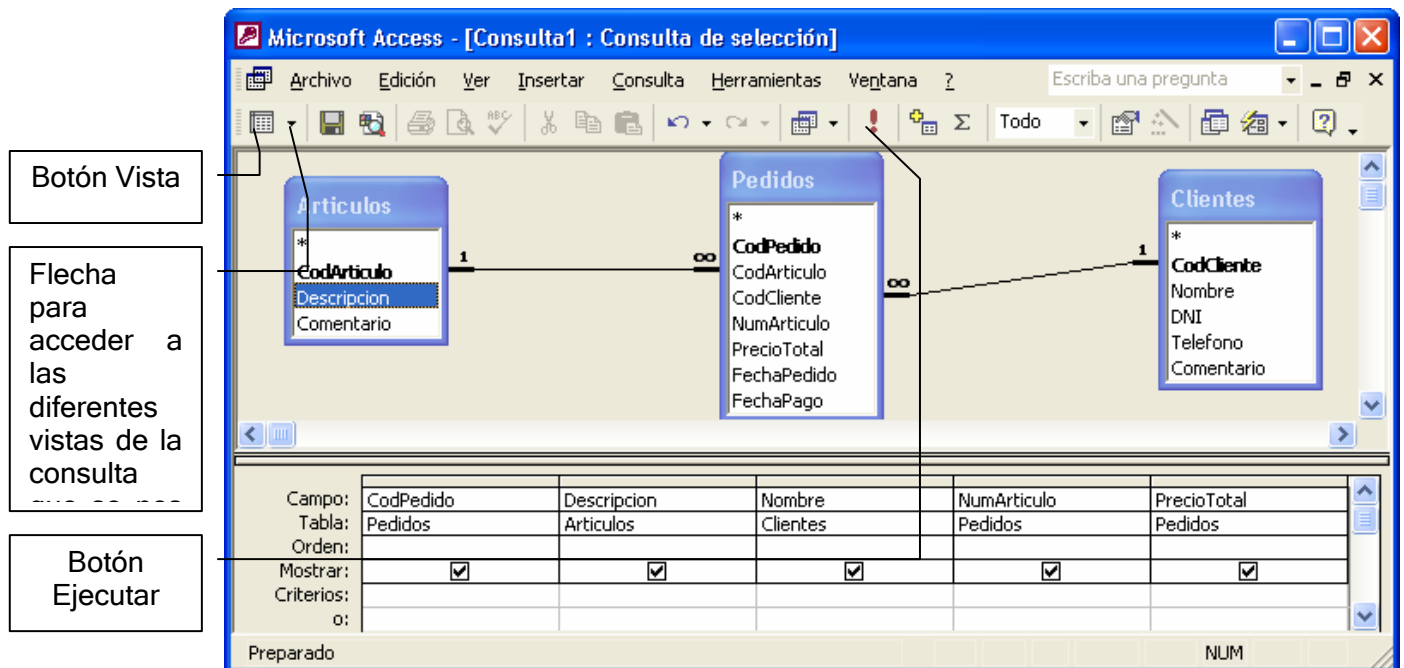 Microsoft Access - [Consulta1 : Consulta de selección]
Archivo Edición Ver Insertar Consulta Herramientas Ventana ? Escriba una pregunta
ABC Σ Todo
Botón Vista
Flecha
para
acceder a
las
diferentes
vistas de la
consulta
Botón
Ejecutar
Articulos
*
CodArticulo
Descripcion
Comentario
1
∞
Pedidos
*
CodPedido
CodArticulo
CodCliente
NumArticulo
PrecioTotal
FechaPedido
FechaPago
∞
1
Clientes
*
CodCliente
Nombre
DNI
Telefono
Comentario
Campo: CodPedido Descripcion Nombre NumArticulo PrecioTotal
Tabla: Pedidos Articulos Clientes Pedidos Pedidos
Orden:
Mostrar:
Criterios:
o:
Preparado NUM